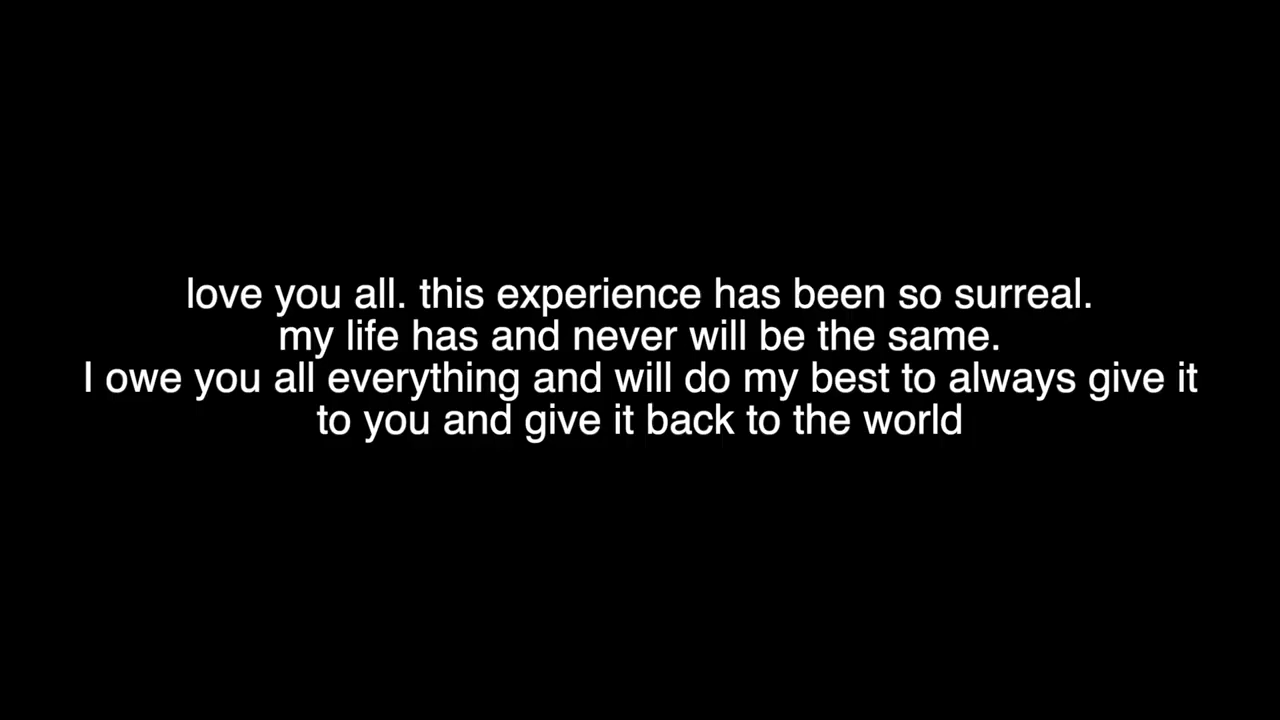 love you all. this experience has been so surreal.
my life has and never will be the same.
I owe you all everything and will do my best to always give it
to you and give it back to the world